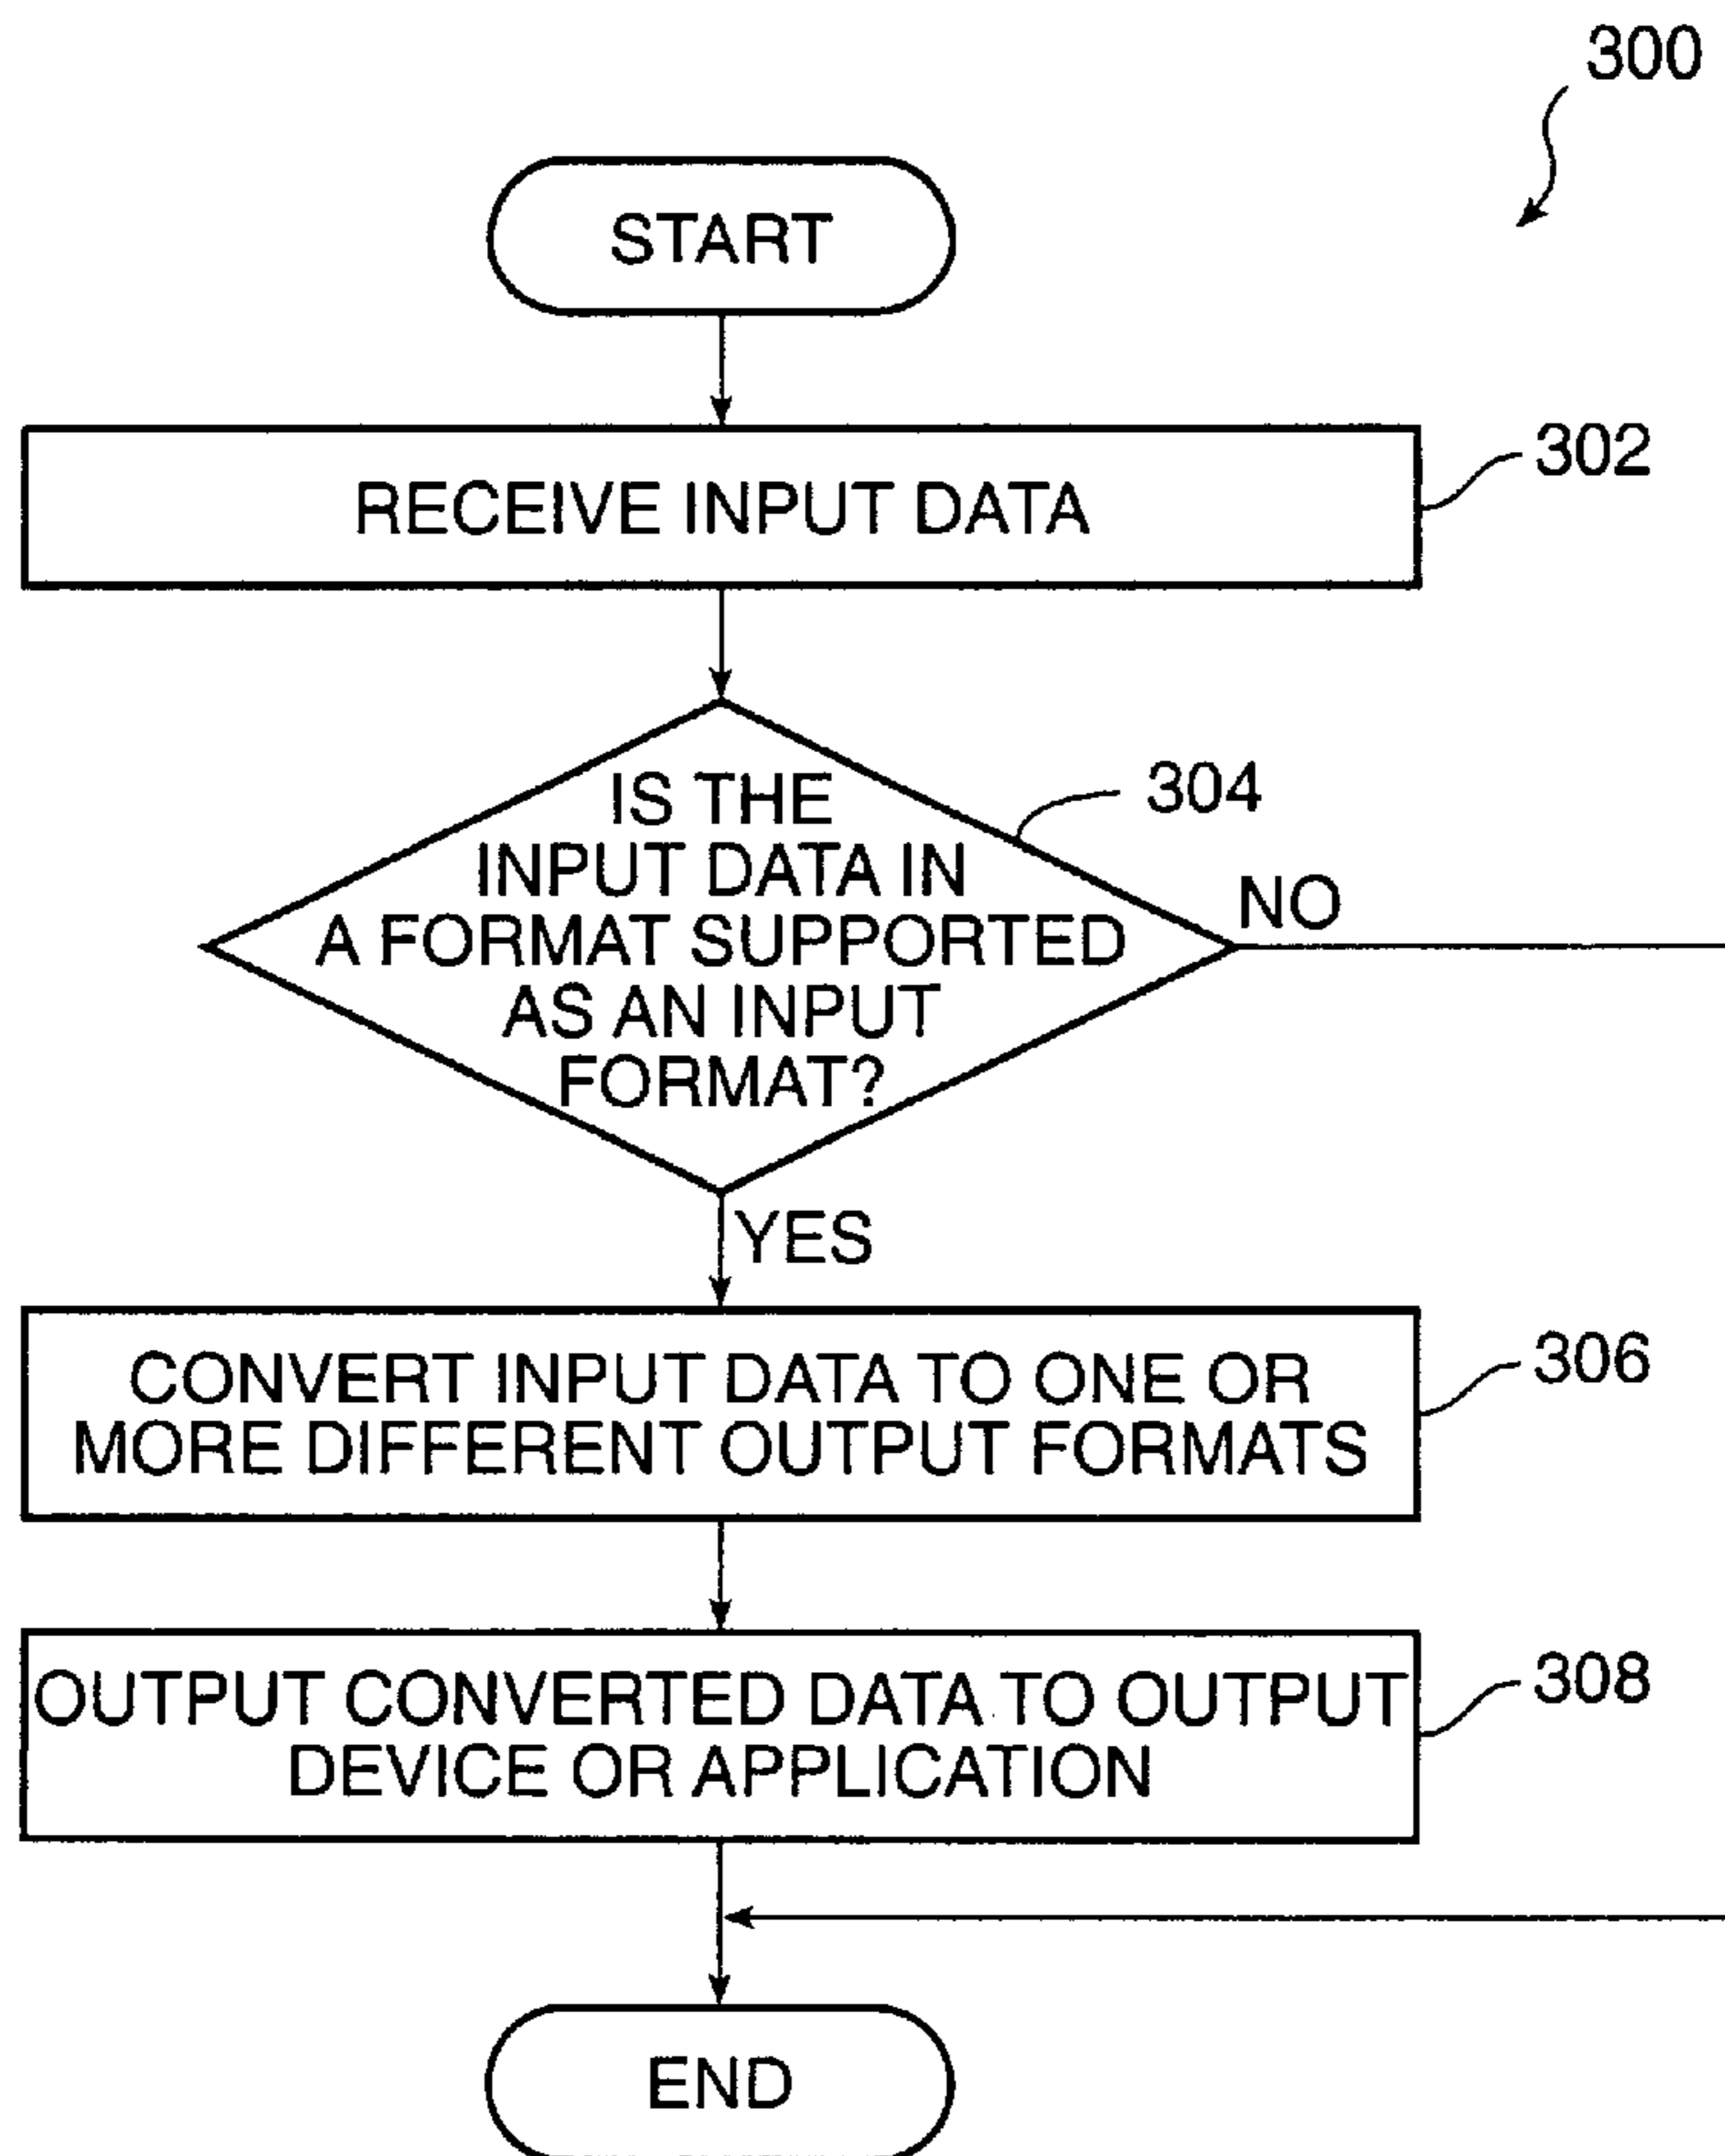 300
START
RECEIVE INPUT DATA
302
IS THE
304
INPUT DATA IN
A FORMAT SUPPORTED
AS AN INPUT
FORMAT?
NO
YES
CONVERT INPUT DATA TO ONE OR
MORE DIFFERENT OUTPUT FORMATS
306
OUTPUT CONVERTED DATA TO OUTPUT
DEVICE OR APPLICATION
308
END